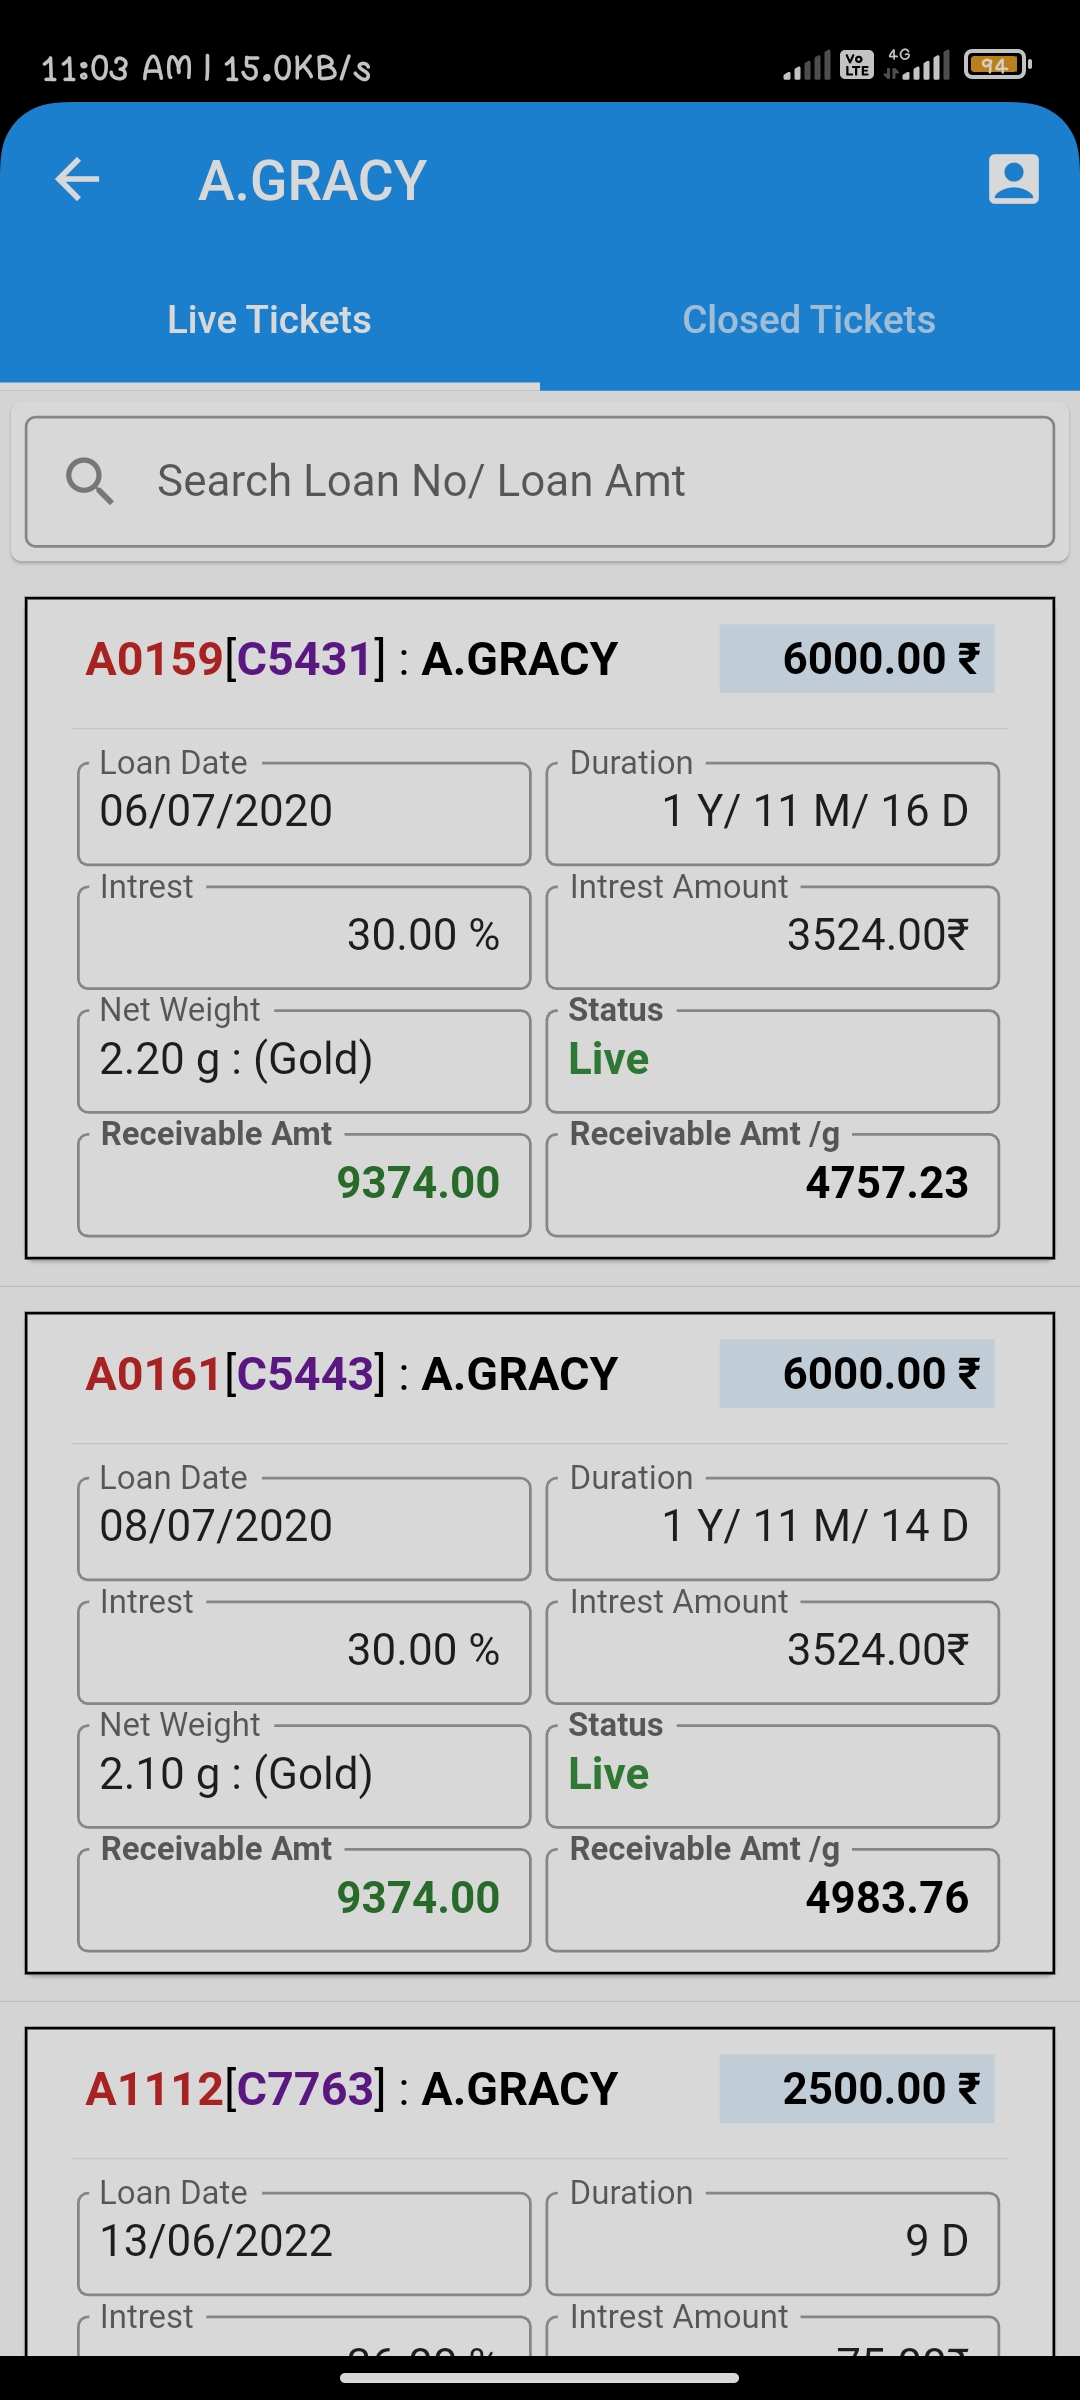 11:03 AM | 15.0KB/s Vo LTE 4G 94
A.GRACY
Live Tickets Closed Tickets
Search Loan No/ Loan Amt
A0159[C5431] : A.GRACY 6000.00 ₹
Loan Date Duration
06/07/2020 1 Y/ 11 M/ 16 D
Intrest Intrest Amount
30.00 % 3524.00₹
Net Weight Status
2.20 g : (Gold) Live
Receivable Amt Receivable Amt /g
9374.00 4757.23
A0161[C5443] : A.GRACY 6000.00 ₹
Loan Date Duration
08/07/2020 1 Y/ 11 M/ 14 D
Intrest Intrest Amount
30.00 % 3524.00₹
Net Weight Status
2.10 g : (Gold) Live
Receivable Amt Receivable Amt /g
9374.00 4983.76
A1112[C7763] : A.GRACY 2500.00 ₹
Loan Date Duration
13/06/2022 9 D
Intrest Intrest Amount